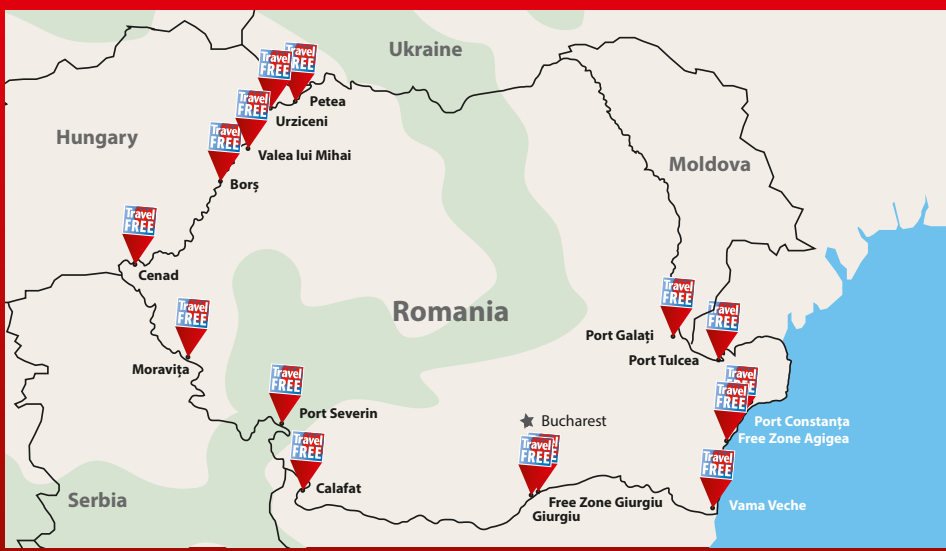 Ukraine
Travel
FREE
Travel
FREE
Petea
Travel
FREE
Urziceni
Hungary
Travel
FREE
Valea lui Mihai
Moldova
Borș
Travel
FREE
Cenad
Travel
FREE
Romania
Travel
FREE
Port Galați
Travel
FREE
Port Tulcea
Moravița
Travel
FREE
Port Severin
Travel
FREE
Travel
FREE
Bucharest
Port Constanța
Free Zone Agigea
Travel
FREE
Calafat
Travel
FREE
Free Zone Giurgiu
Giurgiu
Travel
FREE
Vama Veche
Serbia